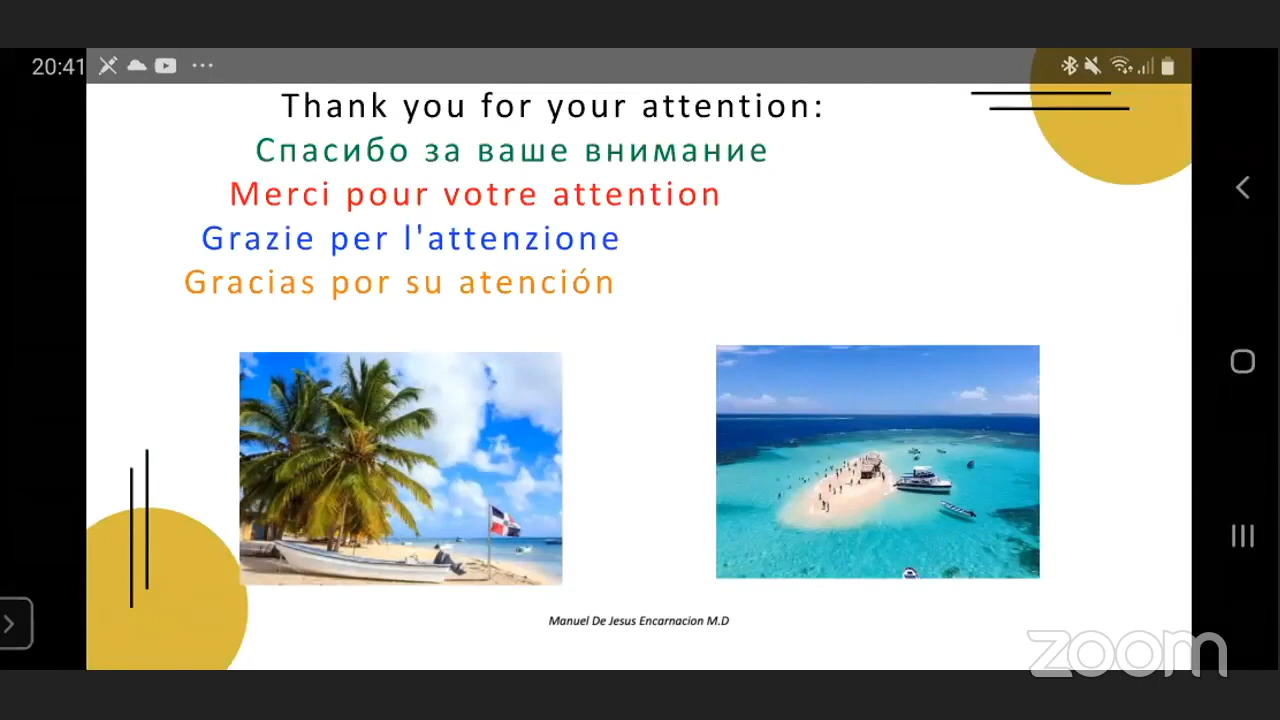 20:41
Thank you for your attention:
Спасибо за ваше внимание
Merci pour votre attention
Grazie per l'attenzione
Gracias por su atención
Manuel De Jesus Encarnacion M.D
zoom